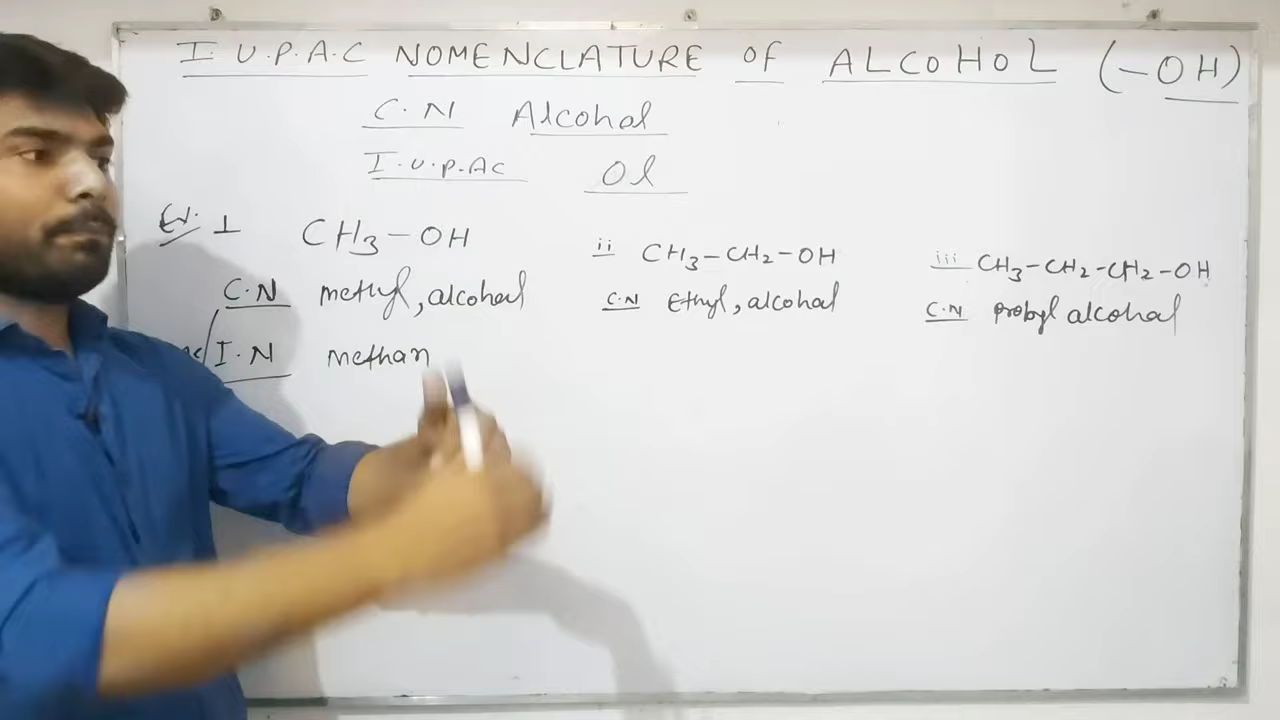 I.U.P.A.C NOMENCLATURE OF ALCOHOL (-OH)
C.N Alcohal
I.U.P.AC Ol
Ex. 1 CH3-OH
C.N methyl, alcohal
I.N methan
ii CH3-CH2-OH
C.N Ethyl, alcohal
iii CH3-CH2-CH2-OH
C.N probyl alcohal